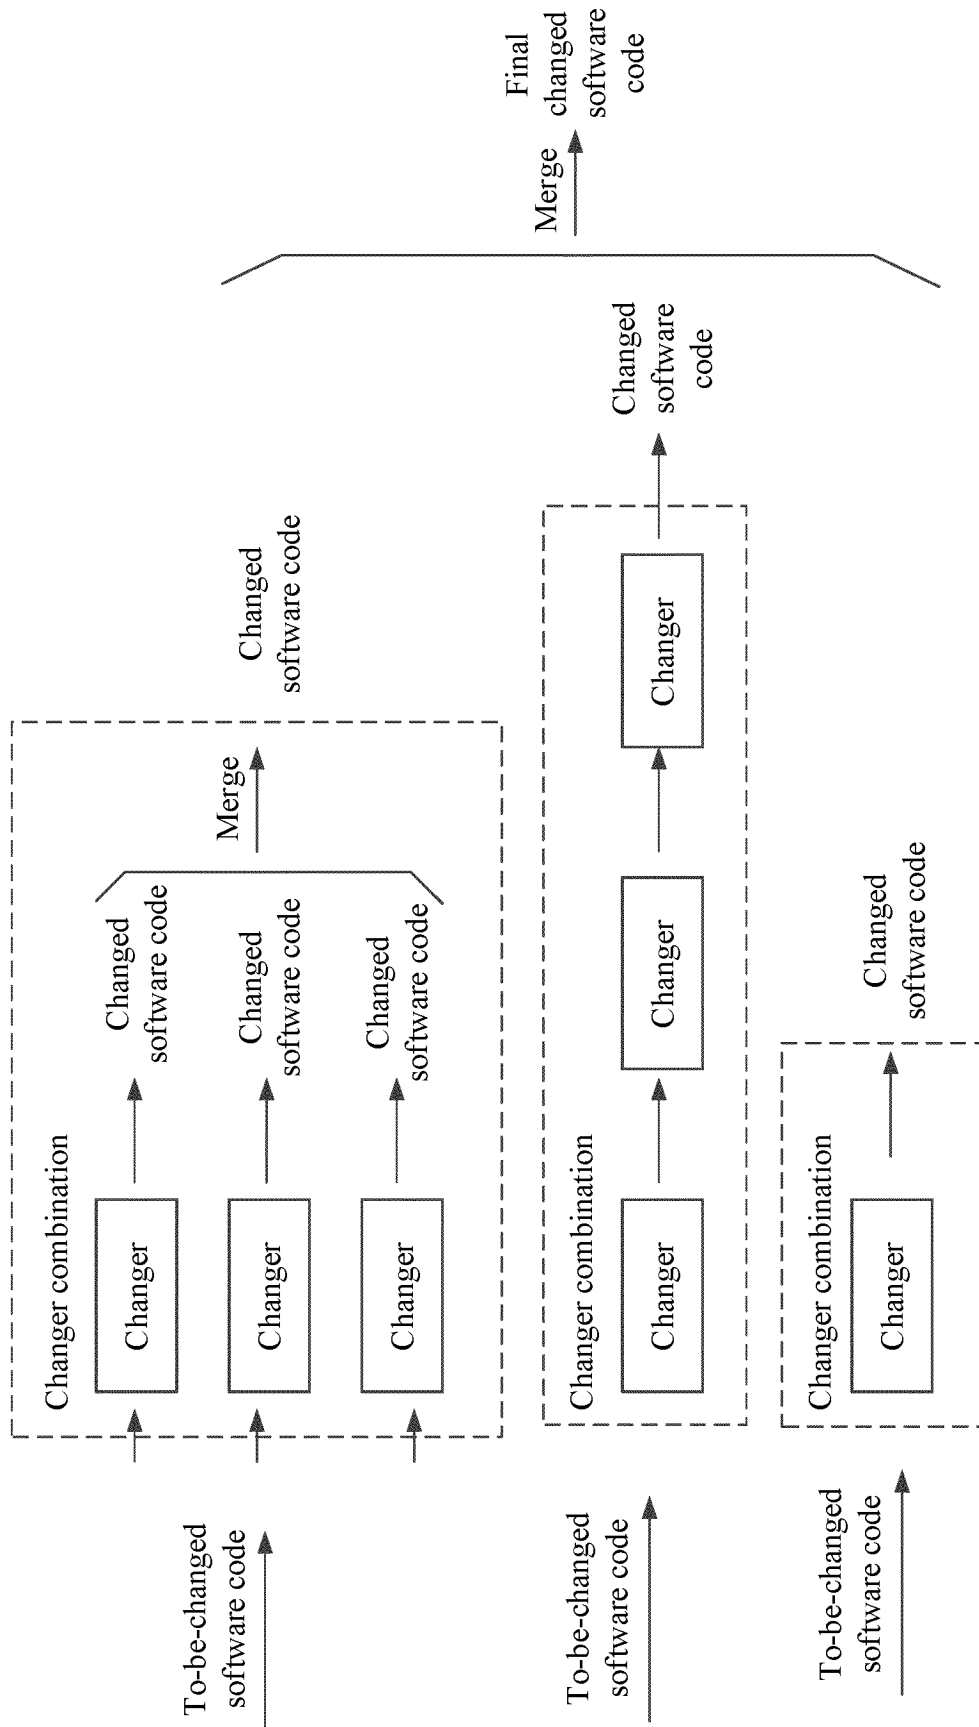 To-be-changed
software code
Changer combination
Changer
Changed
software code
Changer
Changed
software code
Changer
Changed
software code
Merge
Changed
software code
To-be-changed
software code
Changer combination
Changer
Changer
Changer
Changed
software
code
To-be-changed
software code
Changer combination
Changer
Changed
software code
Merge
Final
changed
software
code